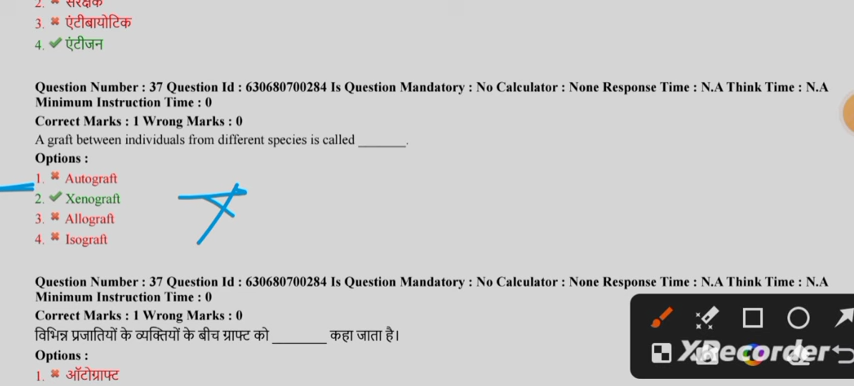 2. संरक्षक
3. एंटीबायोटिक
4. एंटीजन
Question Number : 37 Question Id : 630680700284 Is Question Mandatory : No Calculator : None Response Time : N.A Think Time : N.A
Minimum Instruction Time : 0
Correct Marks : 1 Wrong Marks : 0
A graft between individuals from different species is called _______.
Options :
1. Autograft
2. Xenograft
3. Allograft
4. Isograft
Question Number : 37 Question Id : 630680700284 Is Question Mandatory : No Calculator : None Response Time : N.A Think Time : N.A
Minimum Instruction Time : 0
Correct Marks : 1 Wrong Marks : 0
विभिन्न प्रजातियों के व्यक्तियों के बीच ग्राफ्ट को ________ कहा जाता है।
Options :
1. ऑटोग्राफ्ट
XRecorder